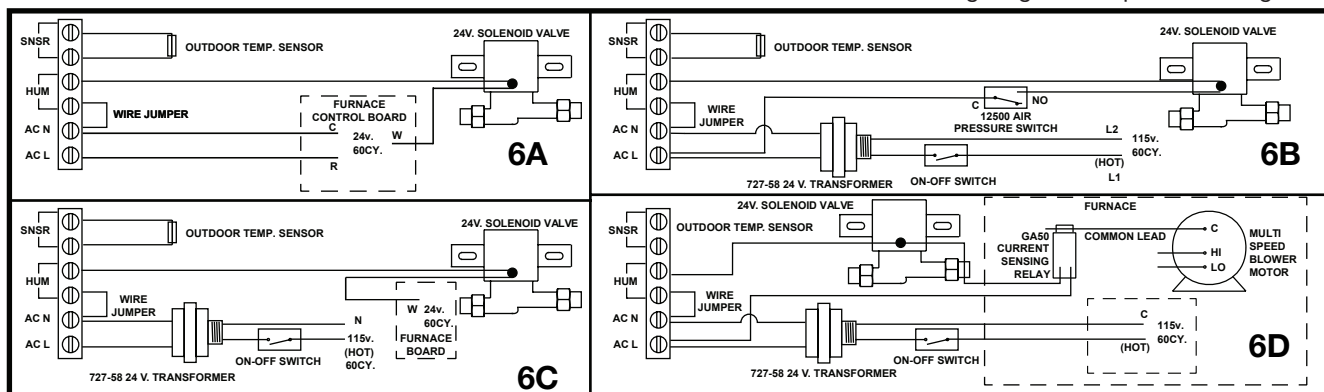 SNSR
OUTDOOR TEMP. SENSOR
24V. SOLENOID VALVE
HUM
WIRE JUMPER
FURNACE
CONTROL BOARD
AC N
C
24v.
60CY.
W
AC L
R
6A
SNSR
OUTDOOR TEMP. SENSOR
24V. SOLENOID VALVE
HUM
WIRE
JUMPER
C
NO
12500 AIR
PRESSURE SWITCH
AC N
AC L
L2
115v.
60CY.
(HOT)
L1
727-58 24 V. TRANSFORMER
ON-OFF SWITCH
6B
SNSR
OUTDOOR TEMP. SENSOR
24V. SOLENOID VALVE
HUM
WIRE
JUMPER
W 24v.
60CY.
FURNACE
BOARD
AC N
AC L
N
115v.
(HOT)
60CY.
ON-OFF SWITCH
727-58 24 V. TRANSFORMER
6C
SNSR
OUTDOOR TEMP. SENSOR
24V. SOLENOID VALVE
FURNACE
GA50
CURRENT
SENSING
RELAY
COMMON LEAD
C
HI
LO
MULTI
SPEED
BLOWER
MOTOR
HUM
WIRE
JUMPER
AC N
AC L
C
115v.
60CY.
(HOT)
ON-OFF SWITCH
727-58 24 V. TRANSFORMER
6D